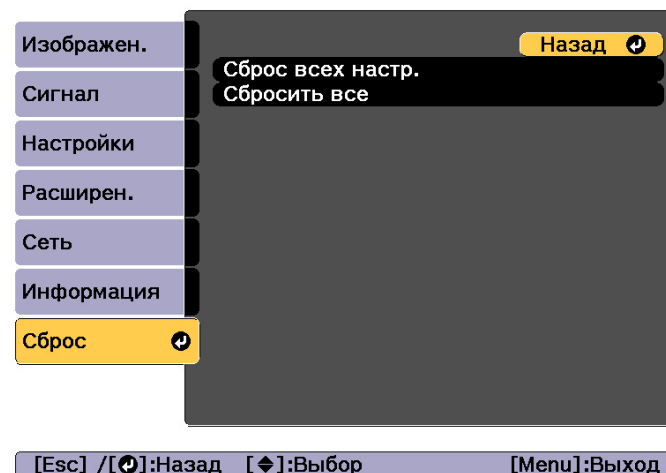 Изображен.
Сигнал
Настройки
Расширен.
Сеть
Информация
Сброс
Назад
Сброс всех настр.
Сбросить все
[Esc] /[]:Назад []:Выбор [Menu]:Выход